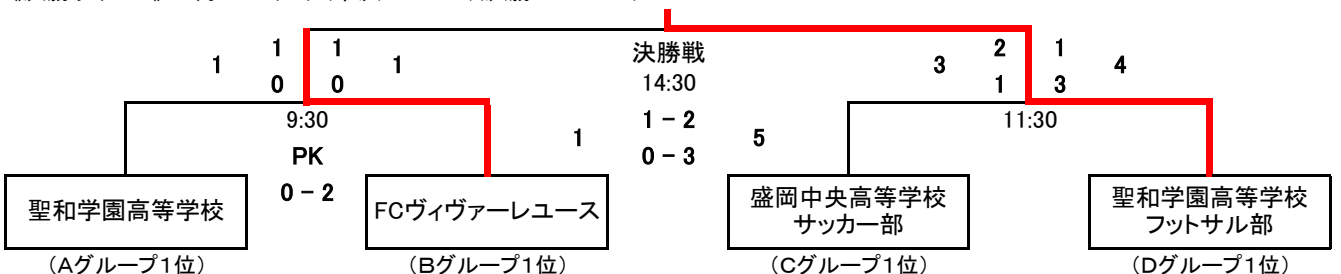 1 1 1 1 決勝戦 3 2 1 4
0 0 14:30 1 3
9:30 1 1－2 5 11:30
PK 0－3
0－2
聖和学園高等学校
(Aグループ1位)
FCヴィヴァーレユース
(Bグループ1位)
盛岡中央高等学校
サッカー部
(Cグループ1位)
聖和学園高等学校
フットサル部
(Dグループ1位)